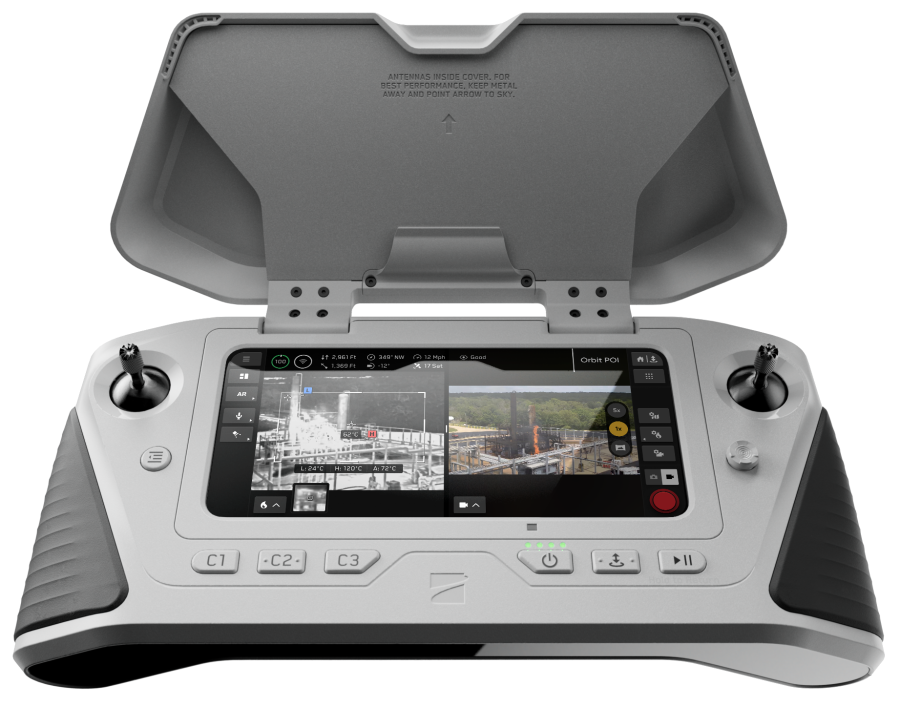 ANTENNAS INSIDE COVER. FOR
BEST PERFORMANCE, KEEP METAL
AWAY AND POINT ARROW TO SKY.
100 2,961 Ft 349° NW 12 Mph Good Orbit POI
1,369 Ft -12° 17 Sat
AR
62°C H
L: 24°C H: 120°C A: 72°C
1x
C1 C2 C3